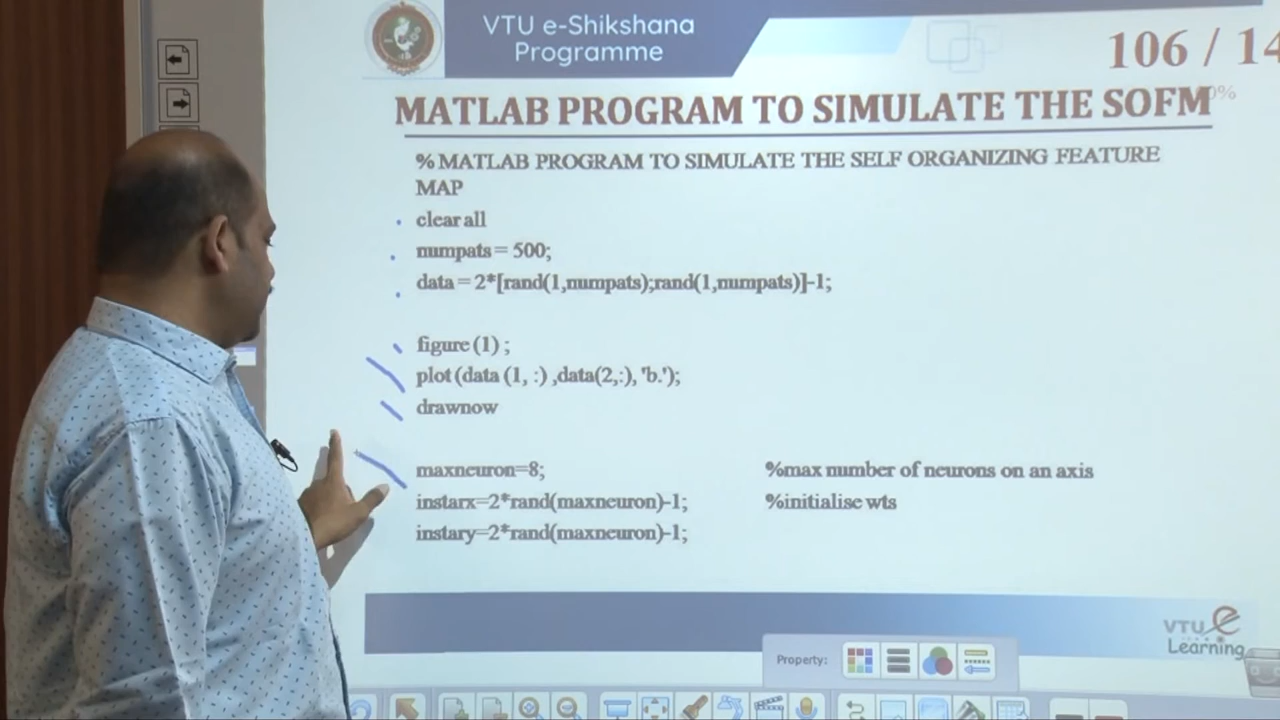 VTU e-Shikshana
Programme
106 / 14
MATLAB PROGRAM TO SIMULATE THE SOFM
% MATLAB PROGRAM TO SIMULATE THE SELF ORGANIZING FEATURE
MAP
clear all
numpats = 500;
data = 2*[rand(1,numpats);rand(1,numpats)]-1;
figure (1) ;
plot (data (1, :) ,data(2,:), 'b.');
drawnow
maxneuron=8; %max number of neurons on an axis
instarx=2*rand(maxneuron)-1; %initialise wts
instary=2*rand(maxneuron)-1;
VTU e
Learning
Property: